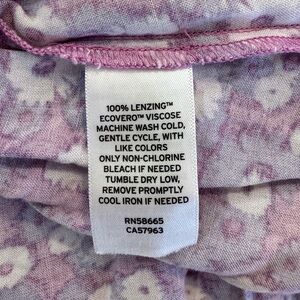 100% LENZING™
ECOVERO™ VISCOSE
MACHINE WASH COLD,
GENTLE CYCLE, WITH
LIKE COLORS
ONLY NON-CHLORINE
BLEACH IF NEEDED
TUMBLE DRY LOW,
REMOVE PROMPTLY
COOL IRON IF NEEDED
RN58665
CA57963